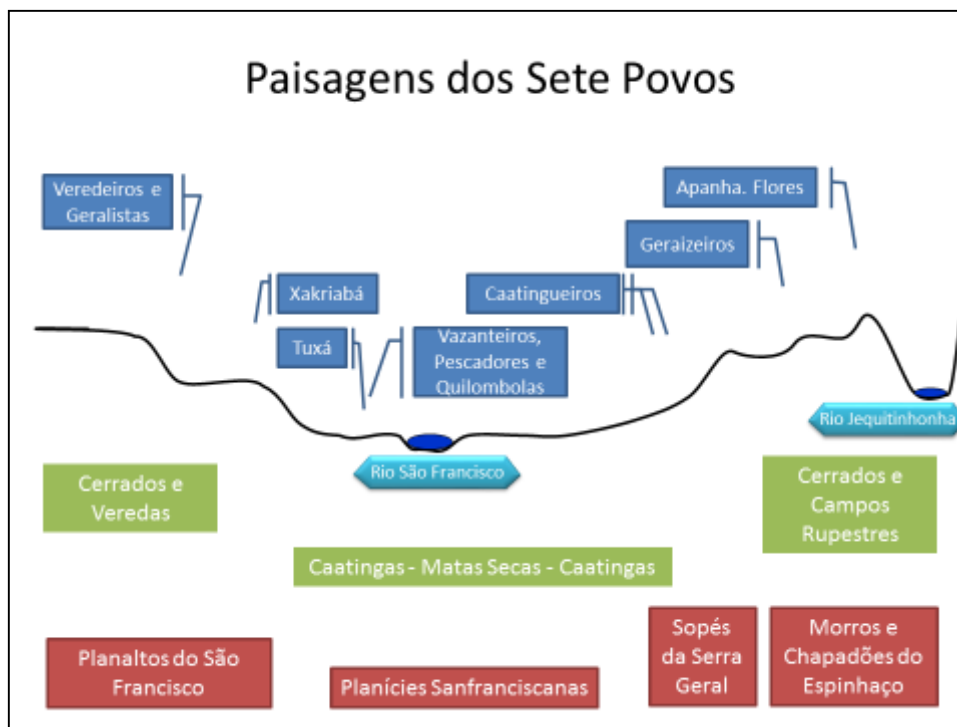 Paisagens dos Sete Povos
Veredeiros e
Geralistas
Apanha. Flores
Geraizeiros
Xakriabá
Caatingueiros
Tuxá
Vazanteiros,
Pescadores e
Quilombolas
Rio Jequitinhonha
Rio São Francisco
Cerrados e
Veredas
Cerrados e
Campos
Rupestres
Caatingas - Matas Secas - Caatingas
Planaltos do São
Francisco
Planícies Sanfranciscanas
Sopés
da Serra
Geral
Morros e
Chapadões do
Espinhaço